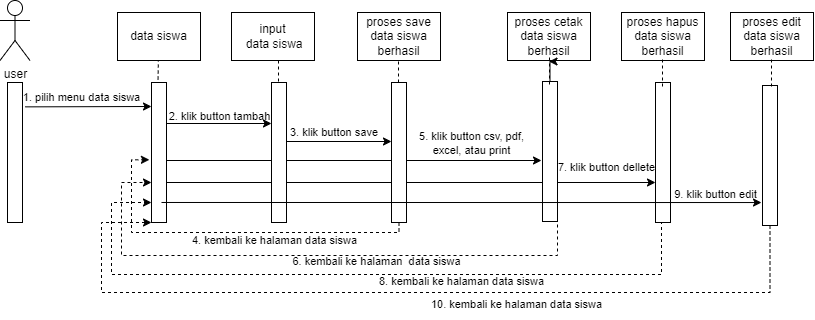 data siswa
input
data siswa
proses save
data siswa
berhasil
proses cetak
data siswa
berhasil
proses hapus
data siswa
berhasil
proses edit
data siswa
berhasil
user
1. pilih menu data siswa
2. klik button tambah
3. klik button save
5. klik button csv, pdf,
excel, atau print
7. klik button dellete
9. klik button edit
4. kembali ke halaman data siswa
6. kembali ke halaman data siswa
8. kembali ke halaman data siswa
10. kembali ke halaman data siswa